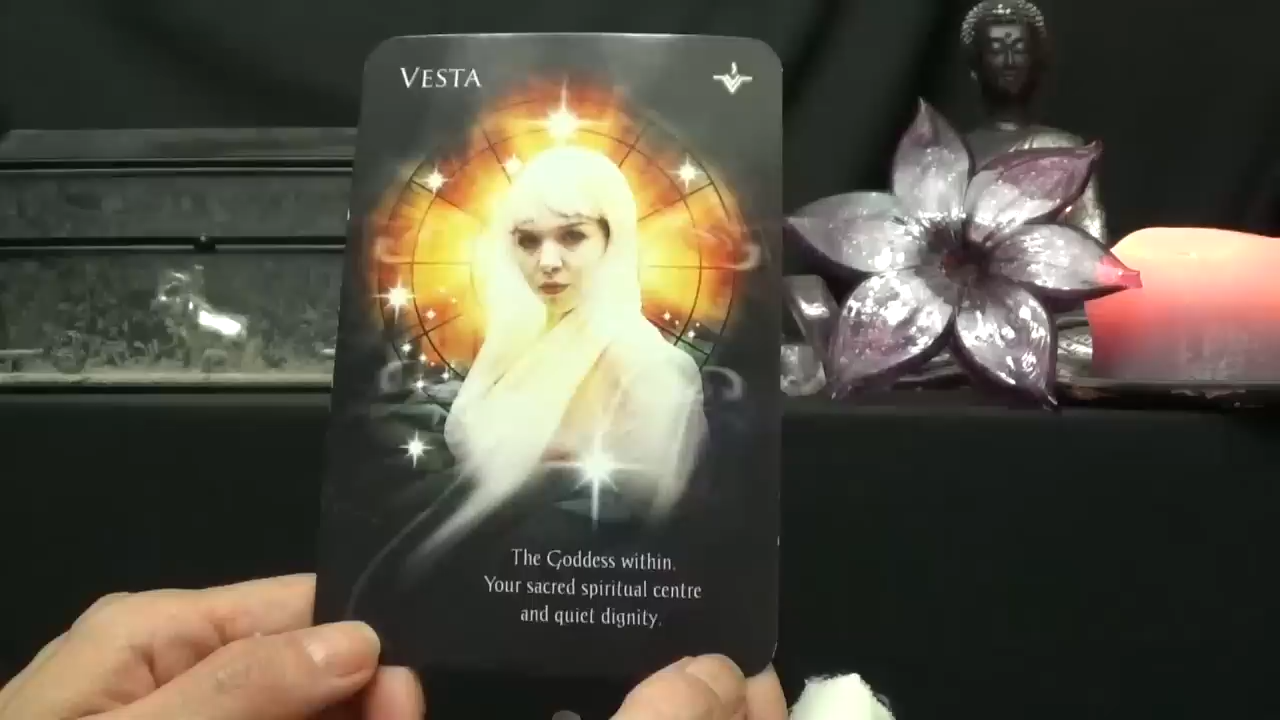 VESTA
The Goddess within.
Your sacred spiritual centre
and quiet dignity.